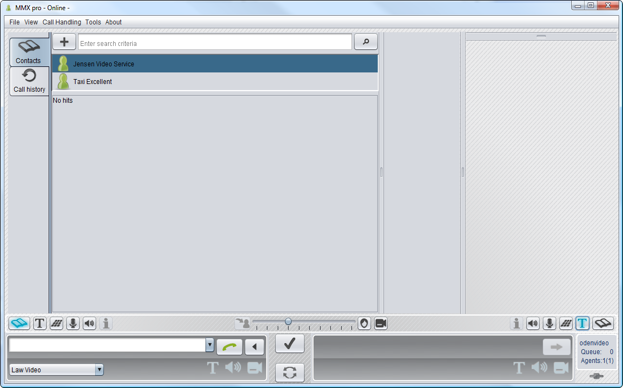 MMX pro - Online -
File View Call Handling Tools About
Contacts
Call history
Enter search criteria
Jensen Video Service
Taxi Excellent
No hits
T
T
Law Video
T
T
odenvideo
Queue: 0
Agents:1(1)